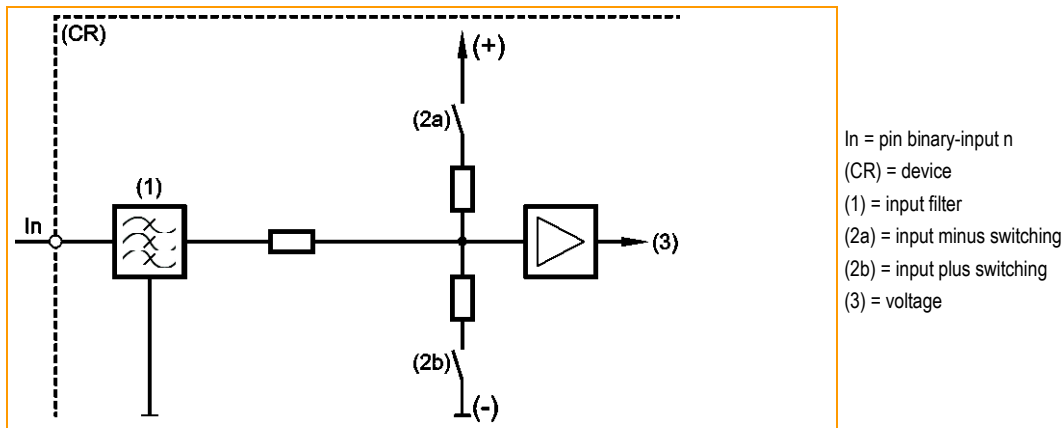 (CR)
(+)
(2a)
(1)
In
(3)
(2b)
(-)
In = pin binary-input n
(CR) = device
(1) = input filter
(2a) = input minus switching
(2b) = input plus switching
(3) = voltage